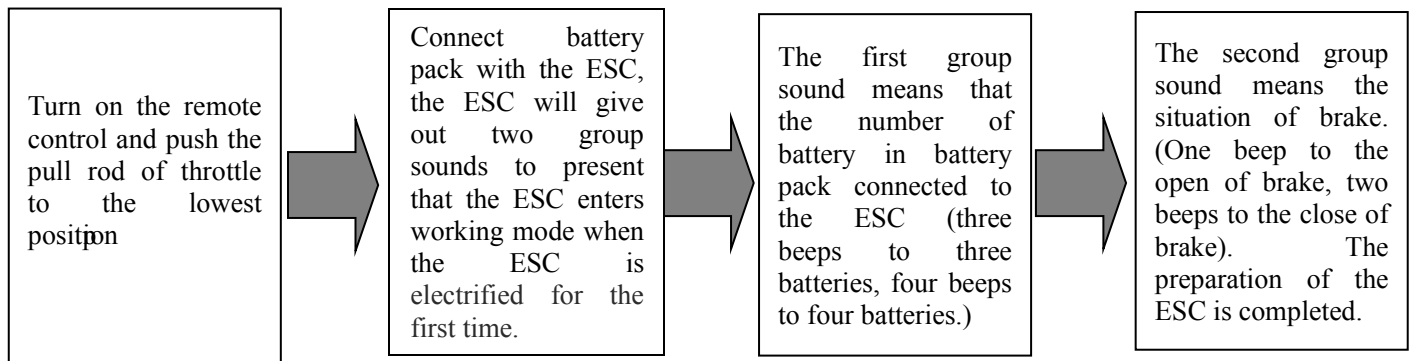 Turn on the remote
control and push the
pull rod of throttle
to the lowest
position
Connect battery
pack with the ESC,
the ESC will give
out two group
sounds to present
that the ESC enters
working mode when
the ESC is
electrified for the
first time.
The first group
sound means that
the number of
battery in battery
pack connected to
the ESC (three
beeps to three
batteries, four beeps
to four batteries.)
The second group
sound means the
situation of brake.
(One beep to the
open of brake, two
beeps to the close of
brake). The
preparation of the
ESC is completed.